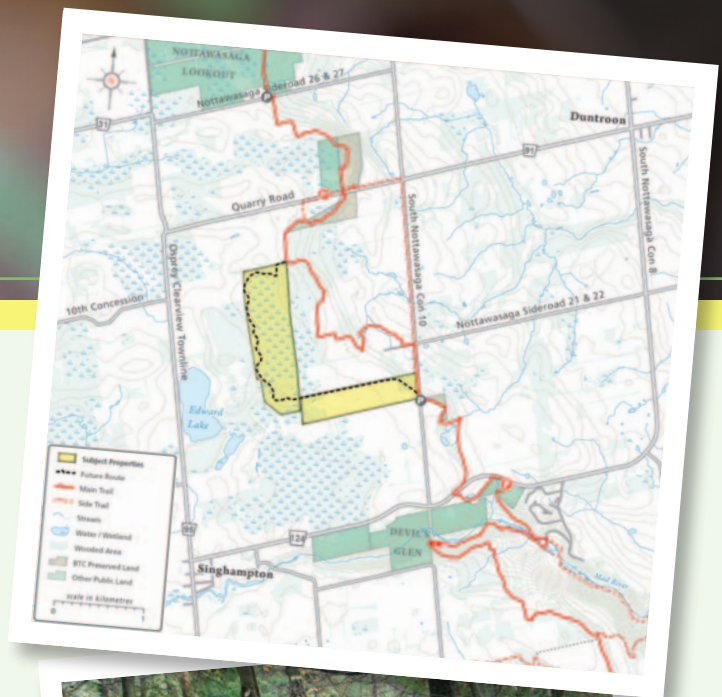 NOTTAWASAGA
LOOKOUT
Nottawasaga Sideroad 26 & 27
31
Duntroon
91
Quarry Road
South Nottawasaga Con 8
South Nottawasaga Con 10
Osprey Clearview Townline
10th Concession
Nottawasaga Sideroad 21 & 22
Edward
Lake
Subject Properties
Future Route
Main Trail
Side Trail
Stream
Water / Wetland
Wooded Area
BTC Preserved Land
Other Public Land
scale in kilometres
0 1
95
124
DEVIL'S
GLEN
Singhampton
Mad River
P
P